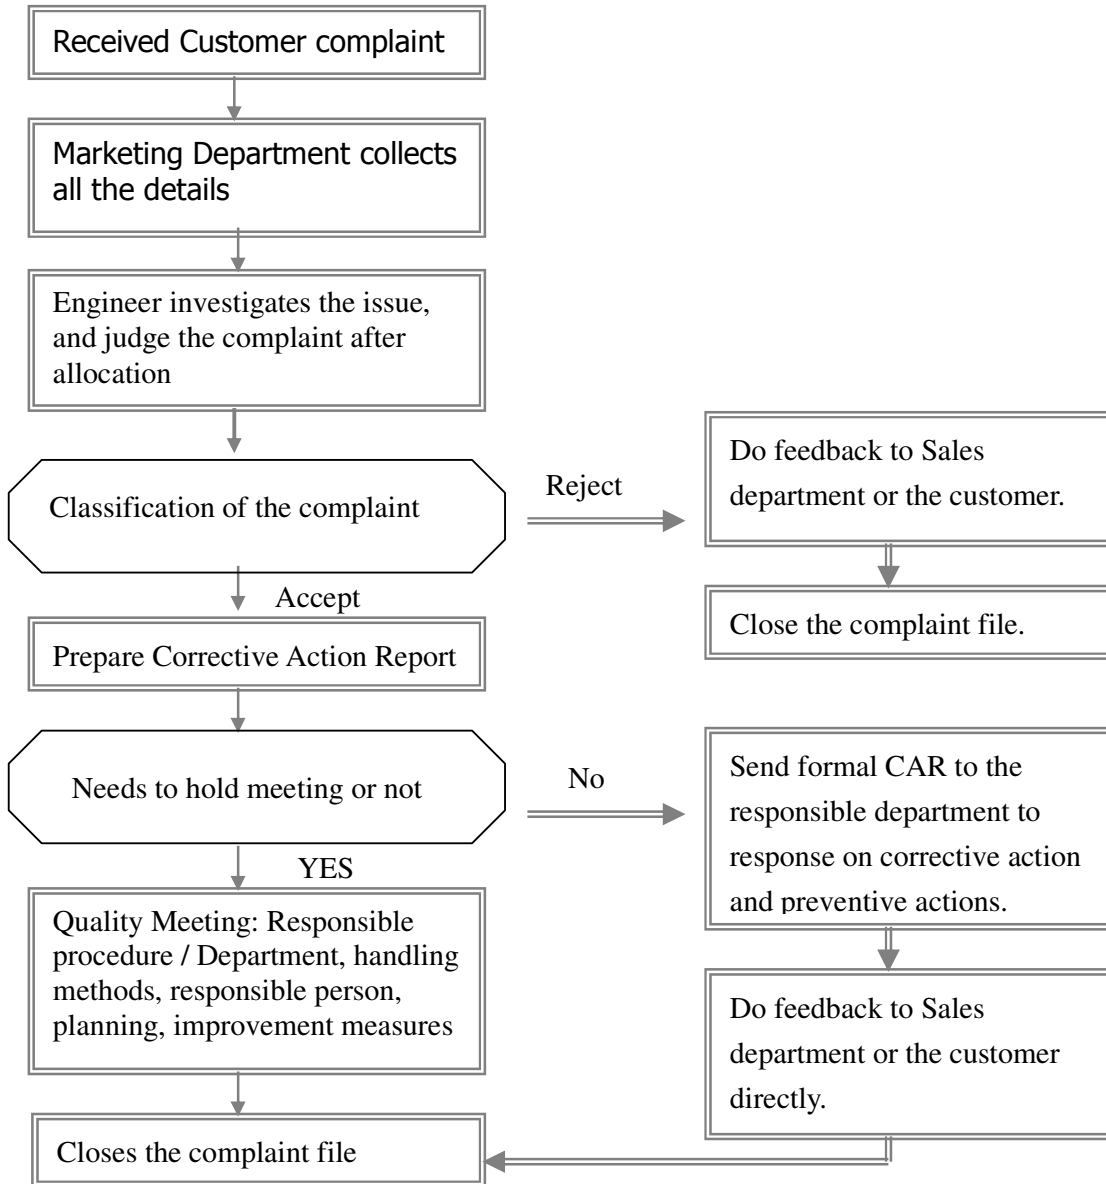 Received Customer complaint
Marketing Department collects
all the details
Engineer investigates the issue,
and judge the complaint after
allocation
Classification of the complaint
Reject
Do feedback to Sales
department or the customer.
Close the complaint file.
Accept
Prepare Corrective Action Report
Needs to hold meeting or not
No
Send formal CAR to the
responsible department to
response on corrective action
and preventive actions.
YES
Quality Meeting: Responsible
procedure / Department, handling
methods, responsible person,
planning, improvement measures
Do feedback to Sales
department or the customer
directly.
Closes the complaint file